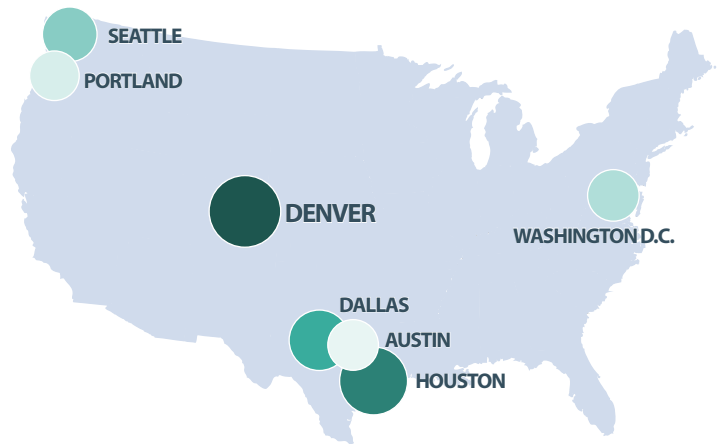 SEATTLE
PORTLAND
DENVER
WASHINGTON D.C.
DALLAS
AUSTIN
HOUSTON